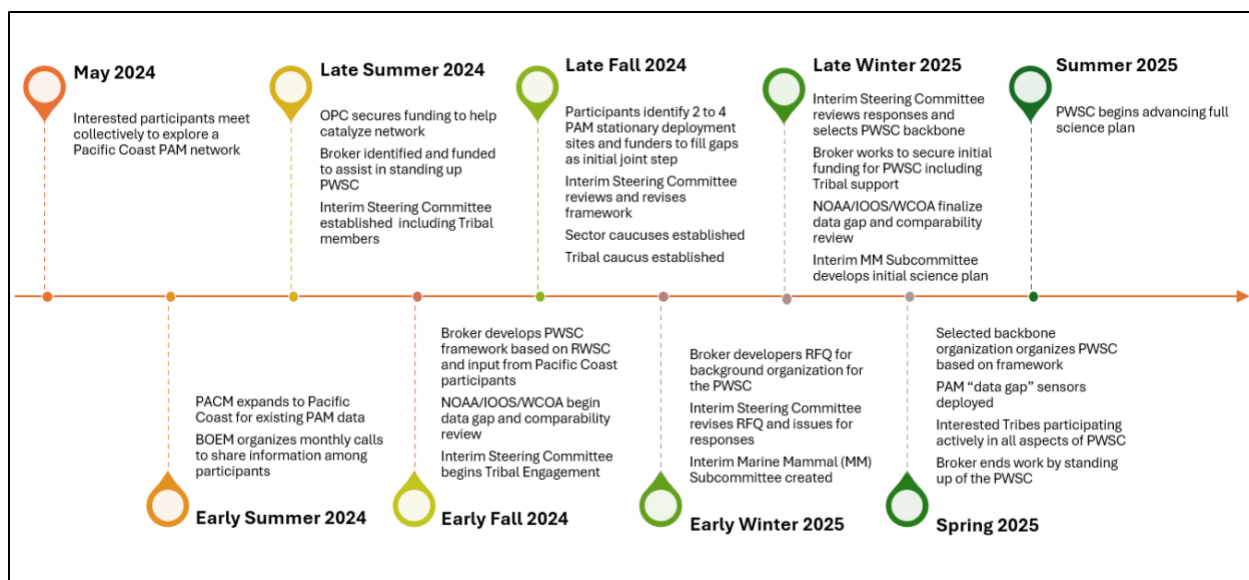 May 2024
Interested participants meet
collectively to explore a
Pacific Coast PAM network
Late Summer 2024
OPC secures funding to help
catalyze network
Broker identified and funded
to assist in standing up
PWSC
Interim Steering Committee
established including Tribal
members
Late Fall 2024
Participants identify 2 to 4
PAM stationary deployment
sites and funders to fill gaps
as initial joint step
Interim Steering Committee
reviews and revises
framework
Sector caucuses established
Tribal caucus established
Late Winter 2025
Interim Steering Committee
reviews responses and
selects PWSC backbone
Broker works to secure initial
funding for PWSC including
Tribal support
NOAA/IOOS/WCOA finalize
data gap and comparability
review
Interim MM Subcommittee
develops initial science plan
Summer 2025
PWSC begins advancing full
science plan
PACM expands to Pacific
Coast for existing PAM data
BOEM organizes monthly calls
to share information among
participants
Early Summer 2024
Broker develops PWSC
framework based on RWSC
and input from Pacific Coast
participants
NOAA/IOOS/WCOA begin
data gap and comparability
review
Interim Steering Committee
begins Tribal Engagement
Early Fall 2024
Broker developers RFQ for
background organization for
the PWSC
Interim Steering Committee
revises RFQ and issues for
responses
Interim Marine Mammal (MM)
Subcommittee created
Early Winter 2025
Selected backbone
organization organizes PWSC
based on framework
PAM “data gap” sensors
deployed
Interested Tribes participating
actively in all aspects of PWSC
Broker ends work by standing
up of the PWSC
Spring 2025